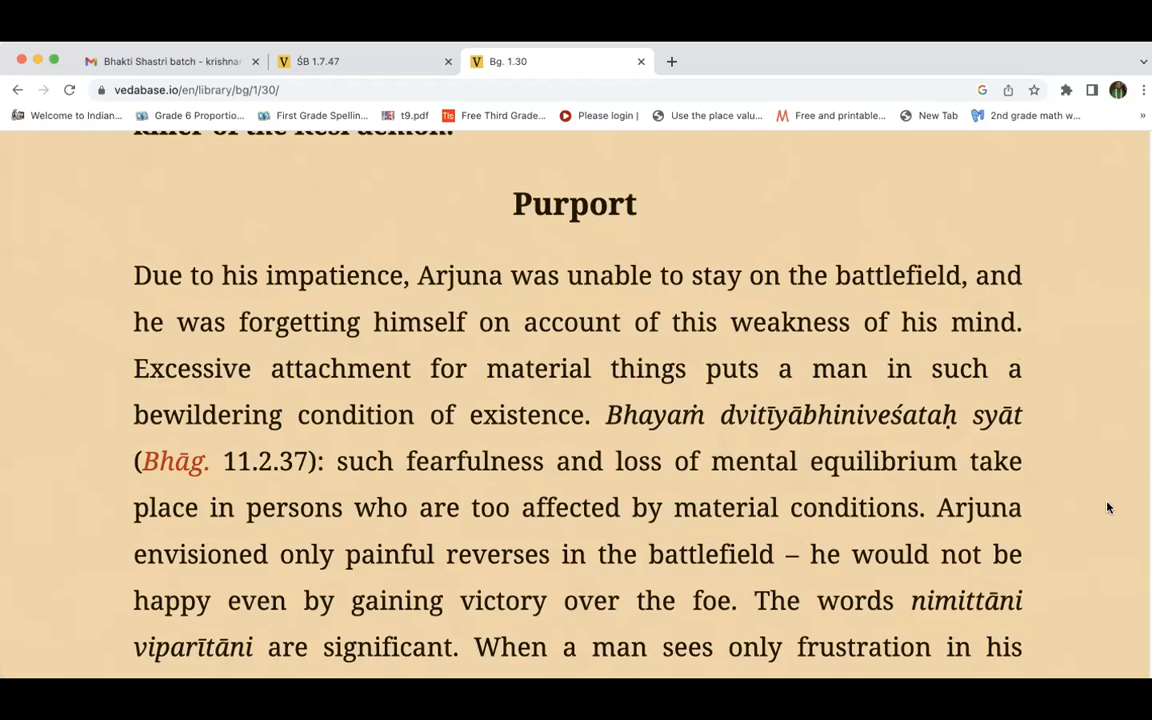 Bhakti Shastri batch - krishna
ŚB 1.7.47
Bg. 1.30
vedabase.io/en/library/bg/1/30/
Welcome to Indian...
Grade 6 Proportio...
First Grade Spellin...
t9.pdf
Free Third Grade...
Please login |
Use the place valu...
Free and printable...
New Tab
2nd grade math w...
»
killer of the Keśī demon.
Purport
Due to his impatience, Arjuna was unable to stay on the battlefield, and
he was forgetting himself on account of this weakness of his mind.
Excessive attachment for material things puts a man in such a
bewildering condition of existence. Bhayaṁ dvitīyābhiniveśataḥ syāt
(Bhāg. 11.2.37): such fearfulness and loss of mental equilibrium take
place in persons who are too affected by material conditions. Arjuna
envisioned only painful reverses in the battlefield – he would not be
happy even by gaining victory over the foe. The words nimittāni
viparītāni are significant. When a man sees only frustration in his